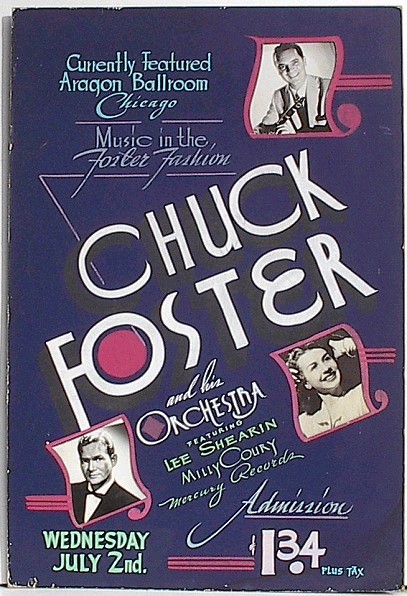 Currently Featured
Aragon Ballroom
Chicago
Music in the
Foster Fashion
CHUCK
FOSTER
and his
ORCHESTRA
FEATURING
LEE SHEARIN
MILLY COURY
Mercury Records
Admission
$1.34 PLUS TAX
WEDNESDAY
JULY 2nd.